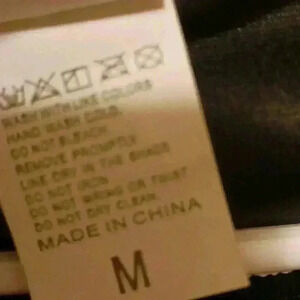 WASH WITH LIKE COLORS
HAND WASH COLD.
DO NOT BLEACH.
REMOVE PROMPTLY
LINE DRY IN THE SHADE
DO NOT IRON
DO NOT WRING OR TWIST
DO NOT DRY CLEAN
MADE IN CHINA
M